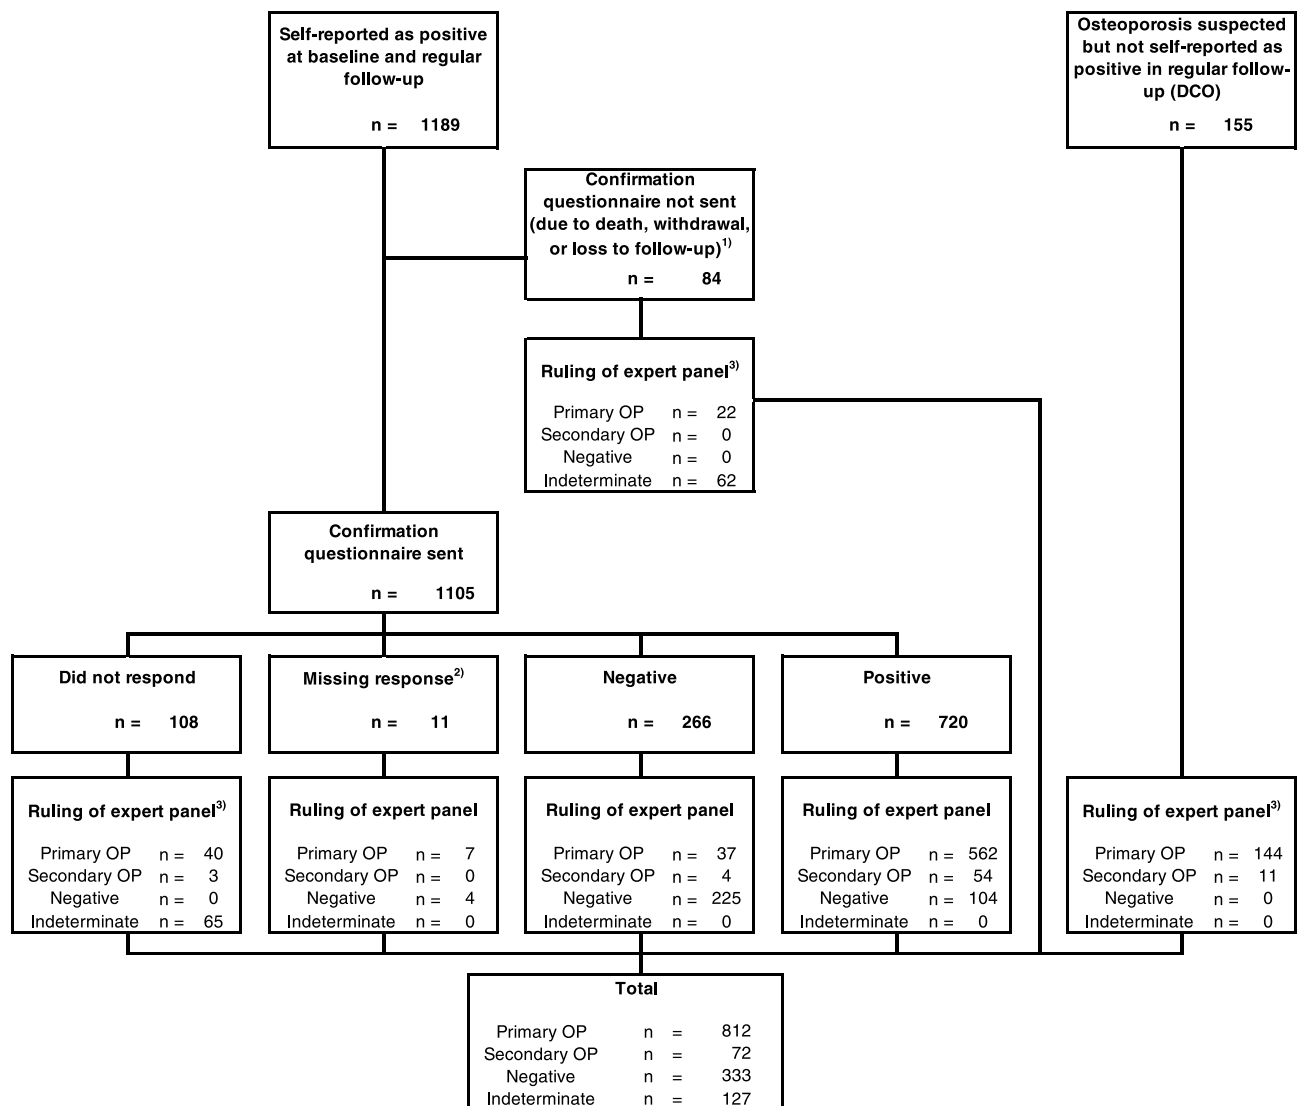 Self-reported as positive
at baseline and regular
follow-up
n = 1189
Osteoporosis suspected
but not self-reported as
positive in regular follow-
up (DCO)
n = 155
Confirmation
questionnaire not sent
(due to death, withdrawal,
or loss to follow-up)1)
n = 84
Ruling of expert panel3)
Primary OP n = 22
Secondary OP n = 0
Negative n = 0
Indeterminate n = 62
Confirmation
questionnaire sent
n = 1105
Did not respond
n = 108
Missing response2)
n = 11
Negative
n = 266
Positive
n = 720
Ruling of expert panel3)
Primary OP n = 40
Secondary OP n = 3
Negative n = 0
Indeterminate n = 65
Ruling of expert panel
Primary OP n = 7
Secondary OP n = 0
Negative n = 4
Indeterminate n = 0
Ruling of expert panel
Primary OP n = 37
Secondary OP n = 4
Negative n = 225
Indeterminate n = 0
Ruling of expert panel
Primary OP n = 562
Secondary OP n = 54
Negative n = 104
Indeterminate n = 0
Ruling of expert panel3)
Primary OP n = 144
Secondary OP n = 11
Negative n = 0
Indeterminate n = 0
Total
Primary OP n = 812
Secondary OP n = 72
Negative n = 333
Indeterminate n = 127